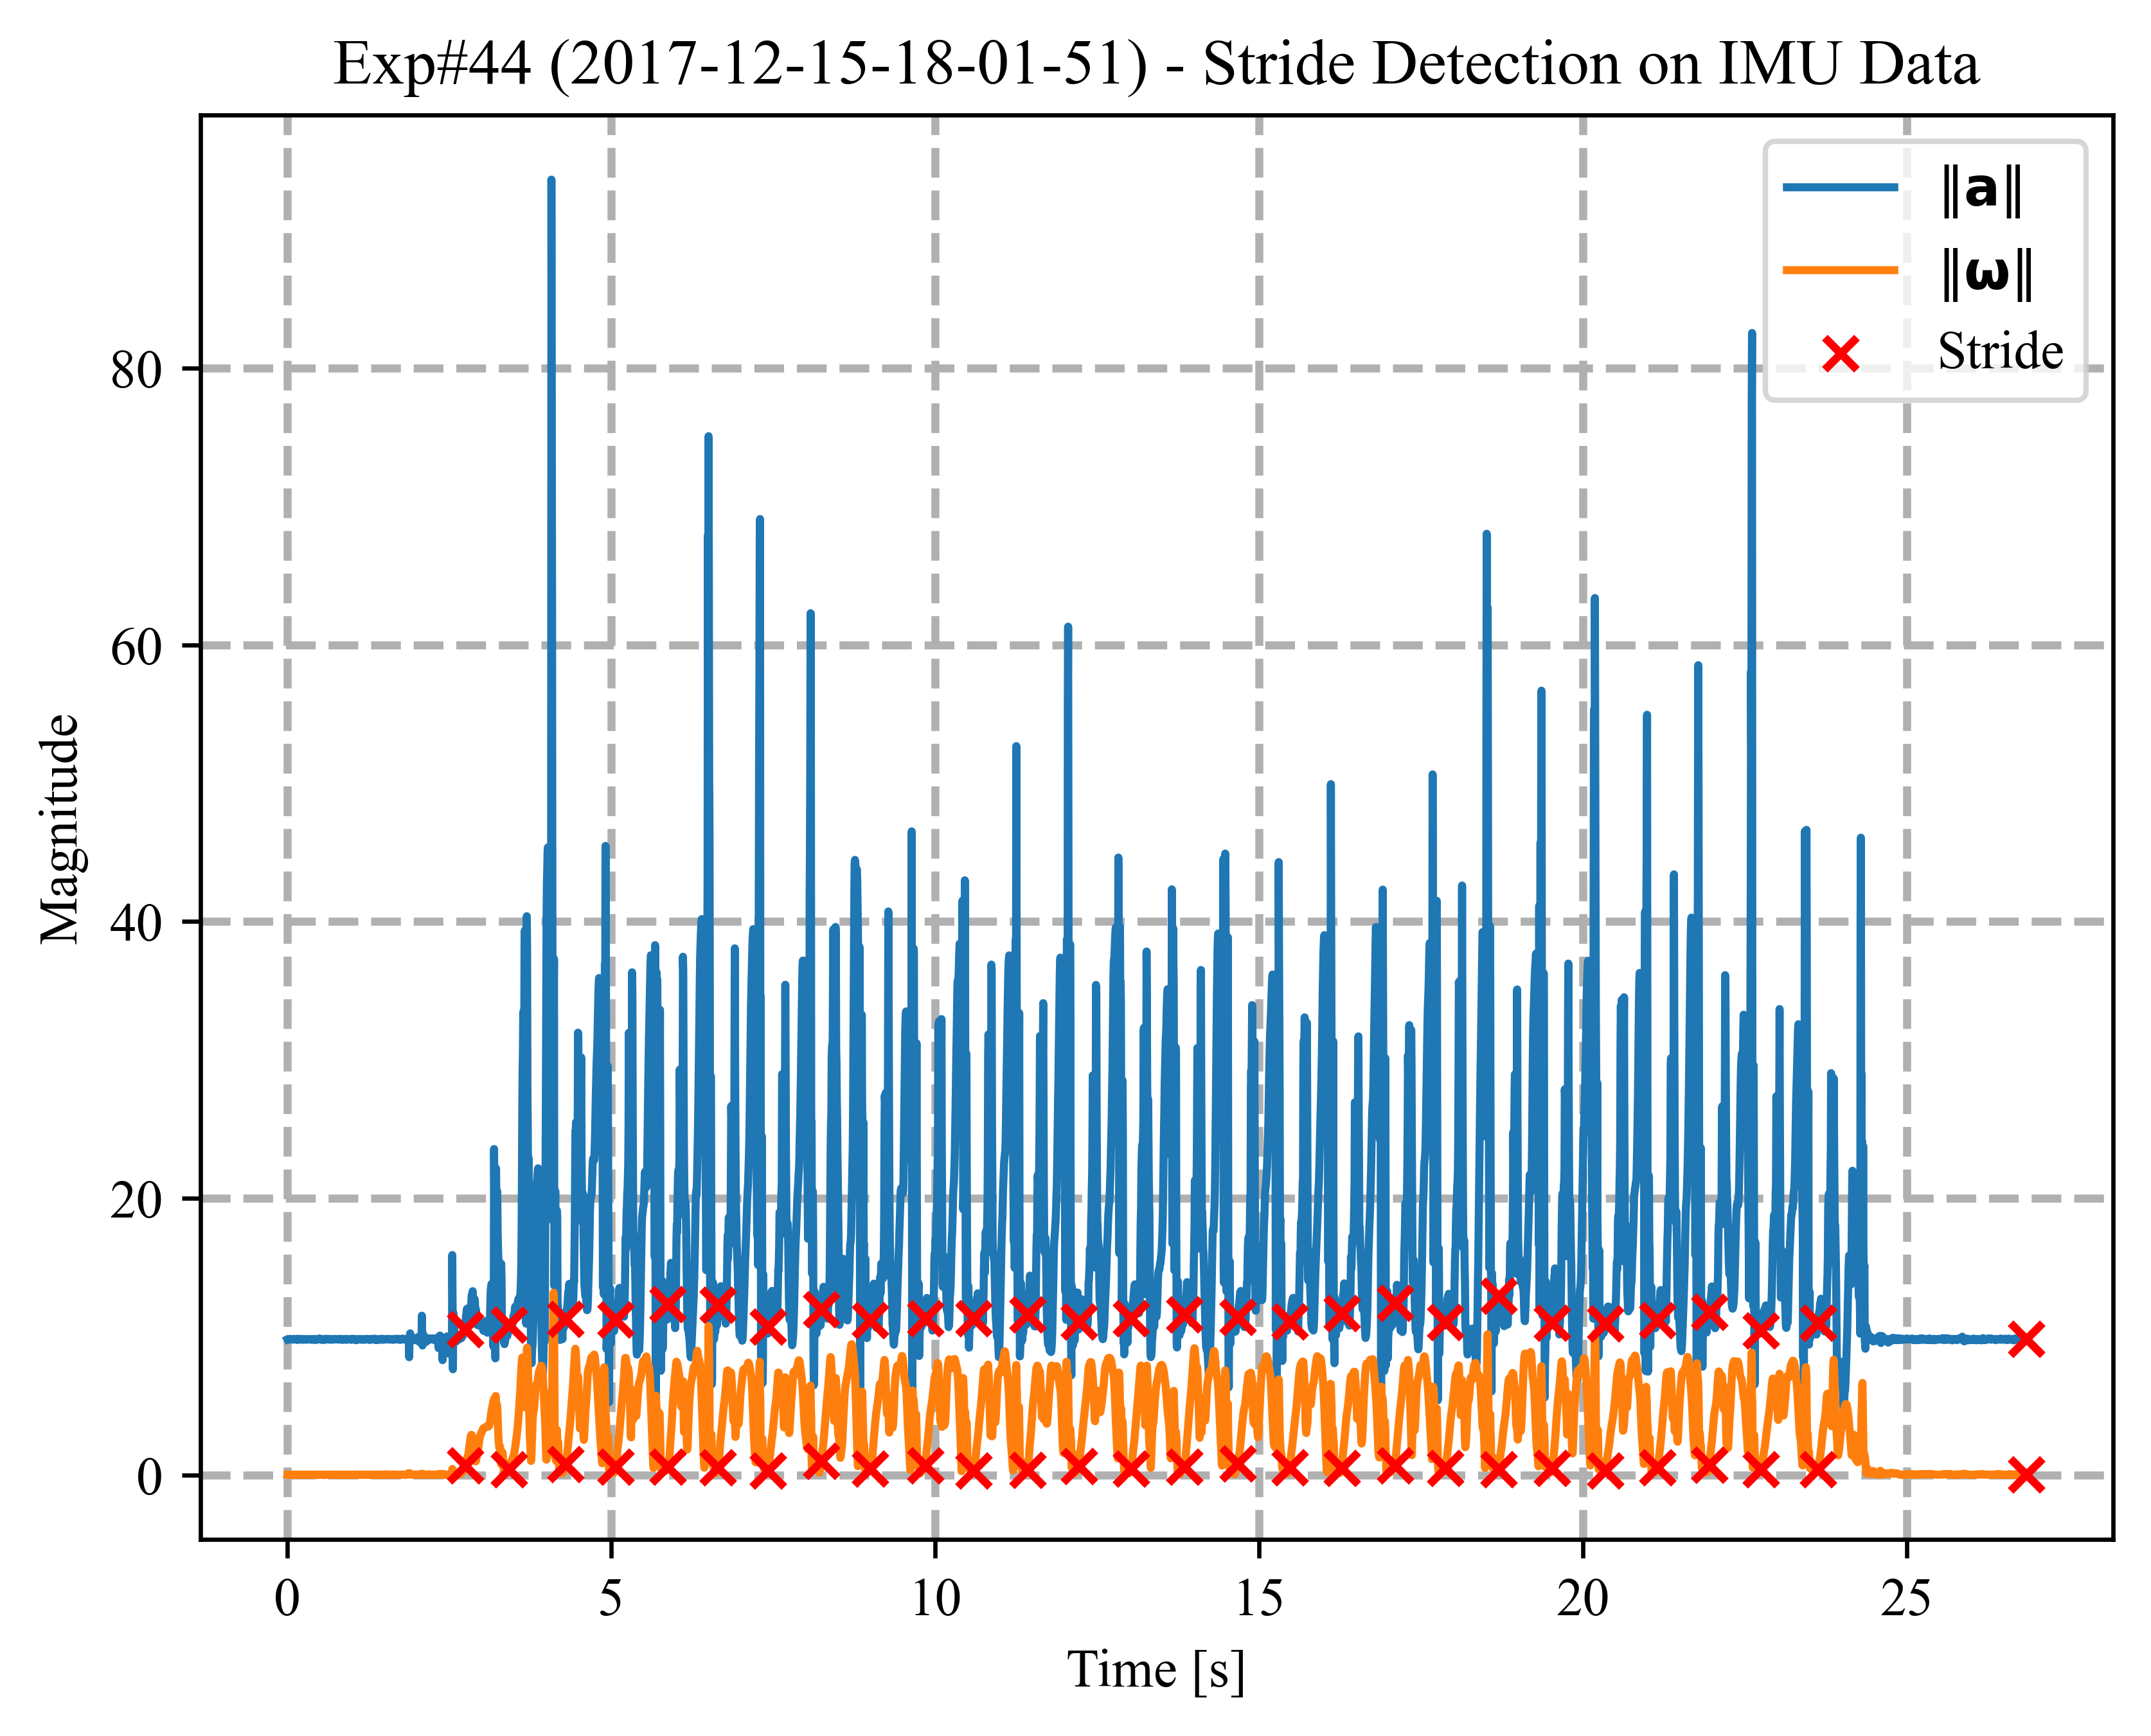 Exp#44 (2017-12-15-18-01-51) - Stride Detection on IMU Data
‖a‖
‖ω‖
Stride
Magnitude
80
60
40
20
0
0 5 10 15 20 25
Time [s]